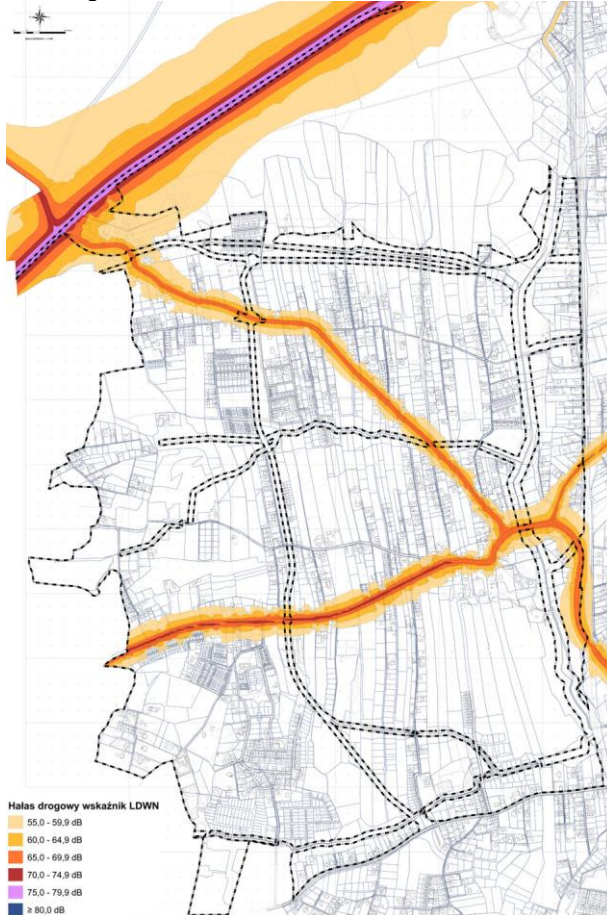 Hałas drogowy wskaźnik LDWN
55,0 - 59,9 dB
60,0 - 64,9 dB
65,0 - 69,9 dB
70,0 - 74,9 dB
75,0 - 79,9 dB
≥ 80,0 dB